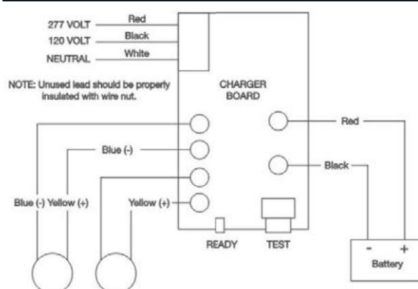 277 VOLT
Red
120 VOLT
Black
NEUTRAL
White
NOTE: Unused lead should be properly
insulated with wire nut.
CHARGER
BOARD
Red
Blue (-)
Black
Blue (-) Yellow (+)
Yellow (+)
READY
TEST
- +
Battery